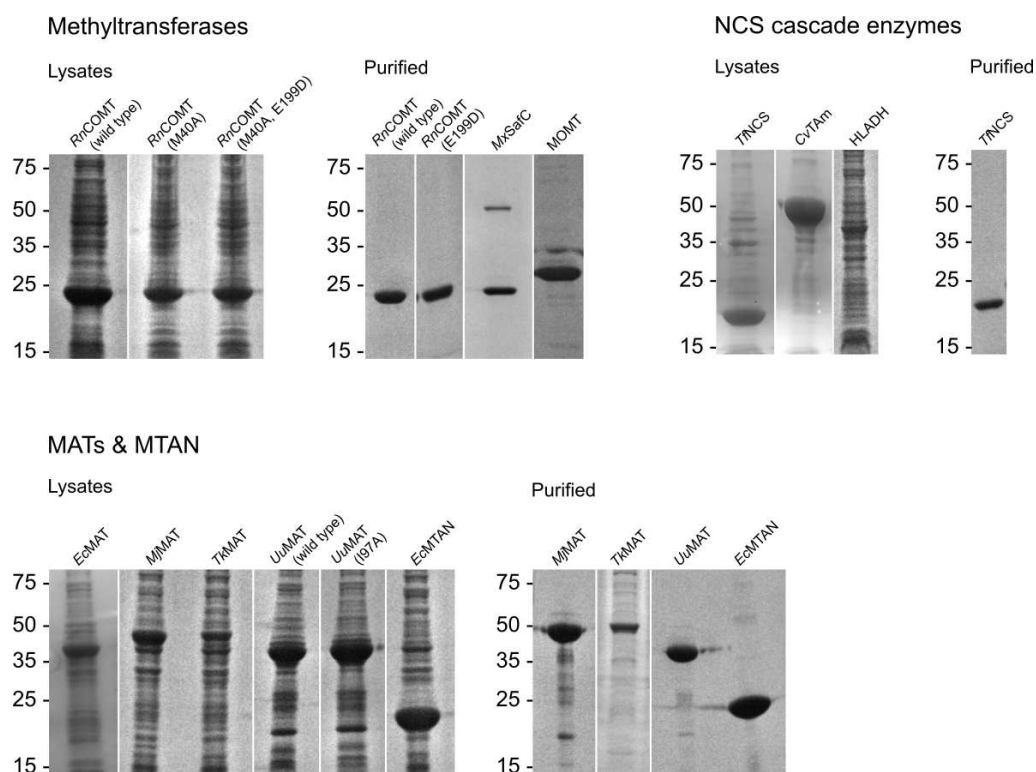 Methyltransferases
Lysates
RnCOMT
(wild type)
RnCOMT
(M40A)
RnCOMT
(M40A, E199D)
75
50
35
25
15
Purified
RnCOMT
(wild type)
RnCOMT
(E199D)
MxSafC
MOMT
75
50
35
25
15
NCS cascade enzymes
Lysates
TfNCS
CvTAm
HLADH
75
50
35
25
15
Purified
TfNCS
75
50
35
25
15
MATs & MTAN
Lysates
EcMAT
MjMAT
TkMAT
UuMAT
(wild type)
UuMAT
(I97A)
EcMTAN
75
50
35
25
15
Purified
MjMAT
TkMAT
UuMAT
EcMTAN
75
50
35
25
15